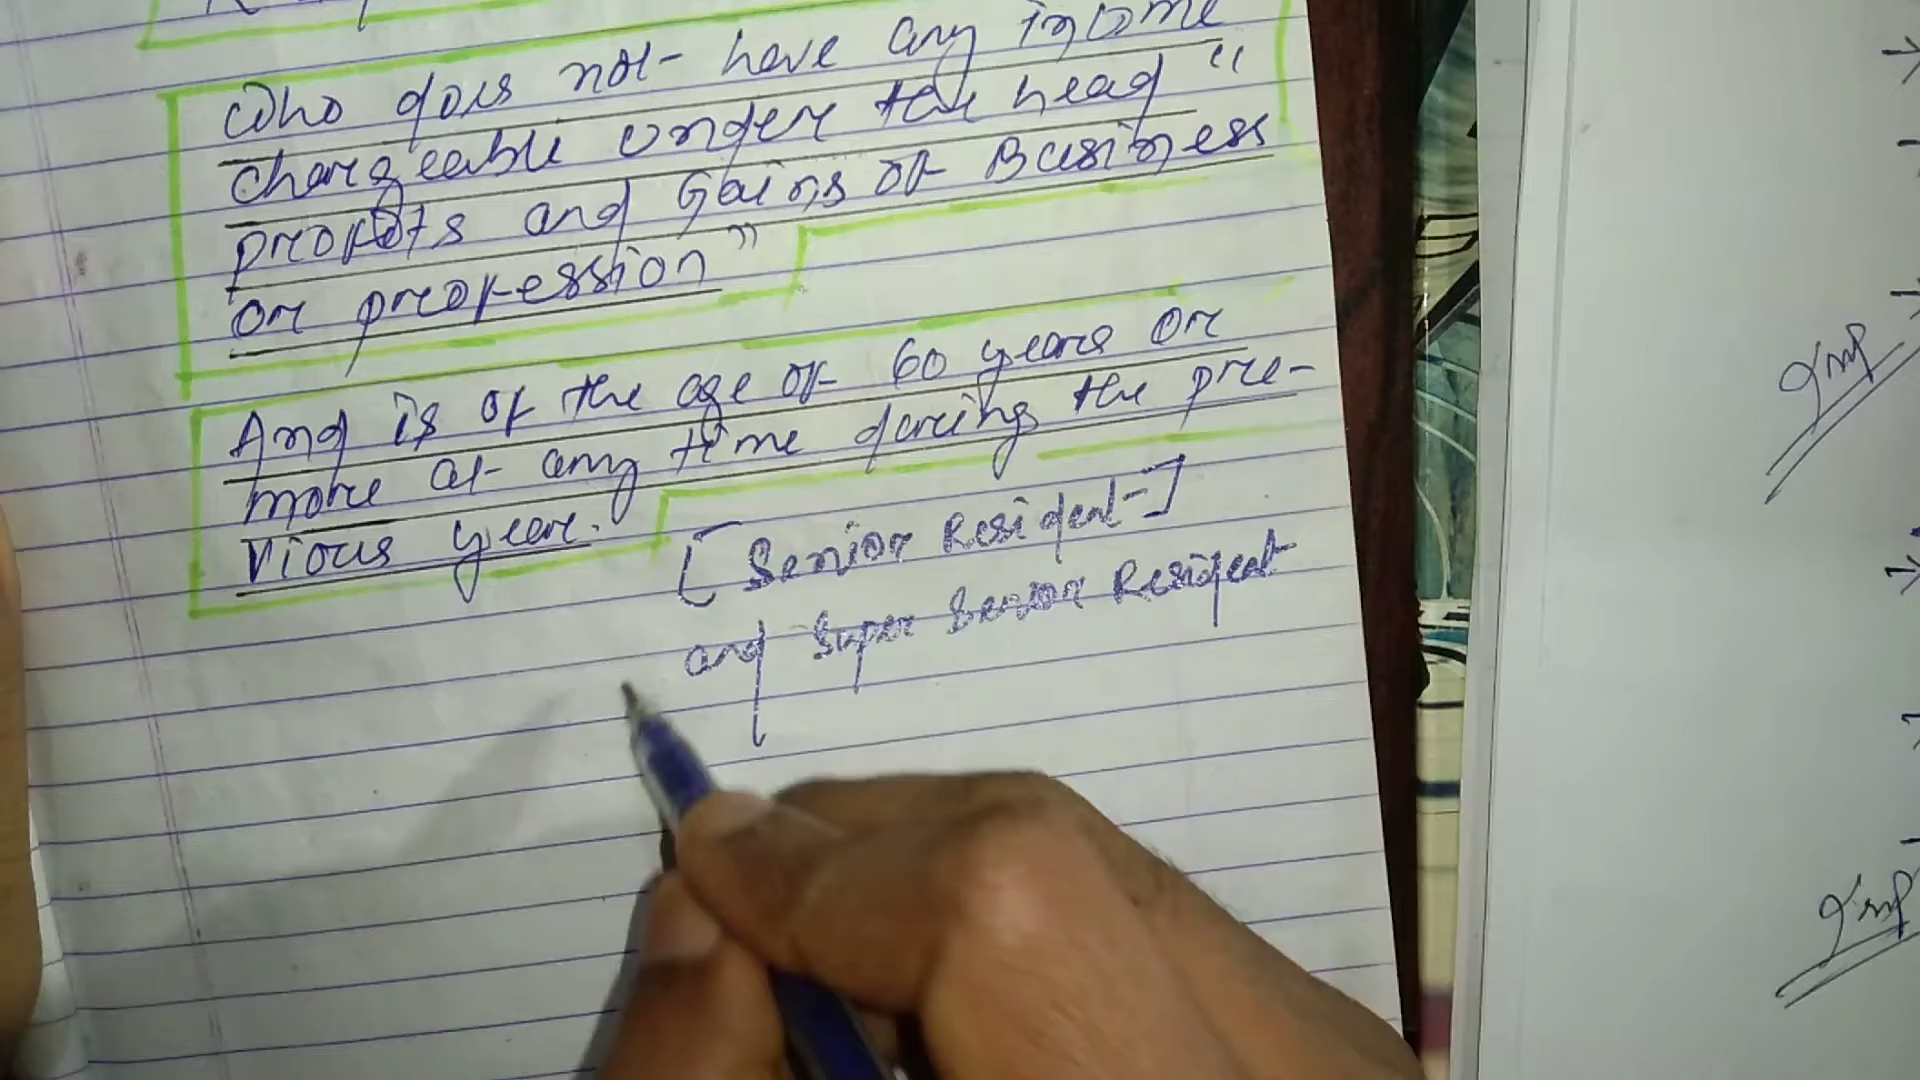 who does not have any income
chargeable under the head "
profits and Gains of Business
or profession"
And is of the age of 60 years or
more at any time during the pre-
vious year.
[Senior Resident]
and Super Senior Resident
Imp
Imp